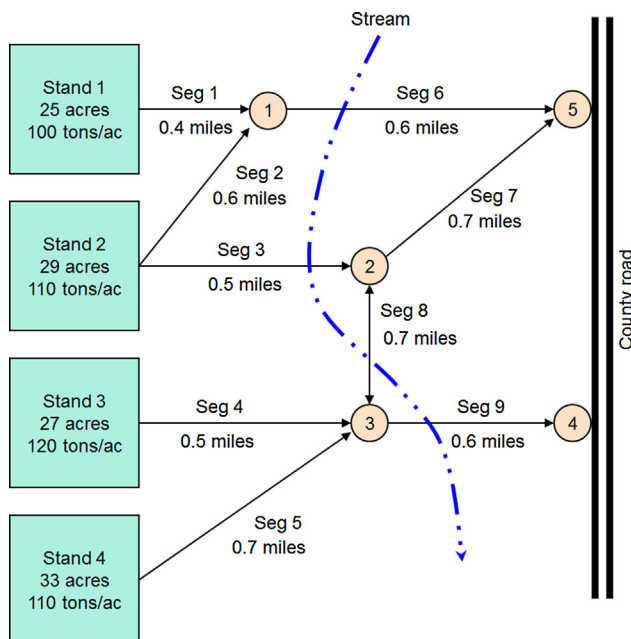 Stream
Stand 1
25 acres
100 tons/ac
Seg 1
0.4 miles
1
Seg 6
0.6 miles
5
Seg 2
0.6 miles
Seg 7
0.7 miles
Stand 2
29 acres
110 tons/ac
Seg 3
0.5 miles
2
Seg 8
0.7 miles
County road
Stand 3
27 acres
120 tons/ac
Seg 4
0.5 miles
3
Seg 9
0.6 miles
4
Seg 5
0.7 miles
Stand 4
33 acres
110 tons/ac